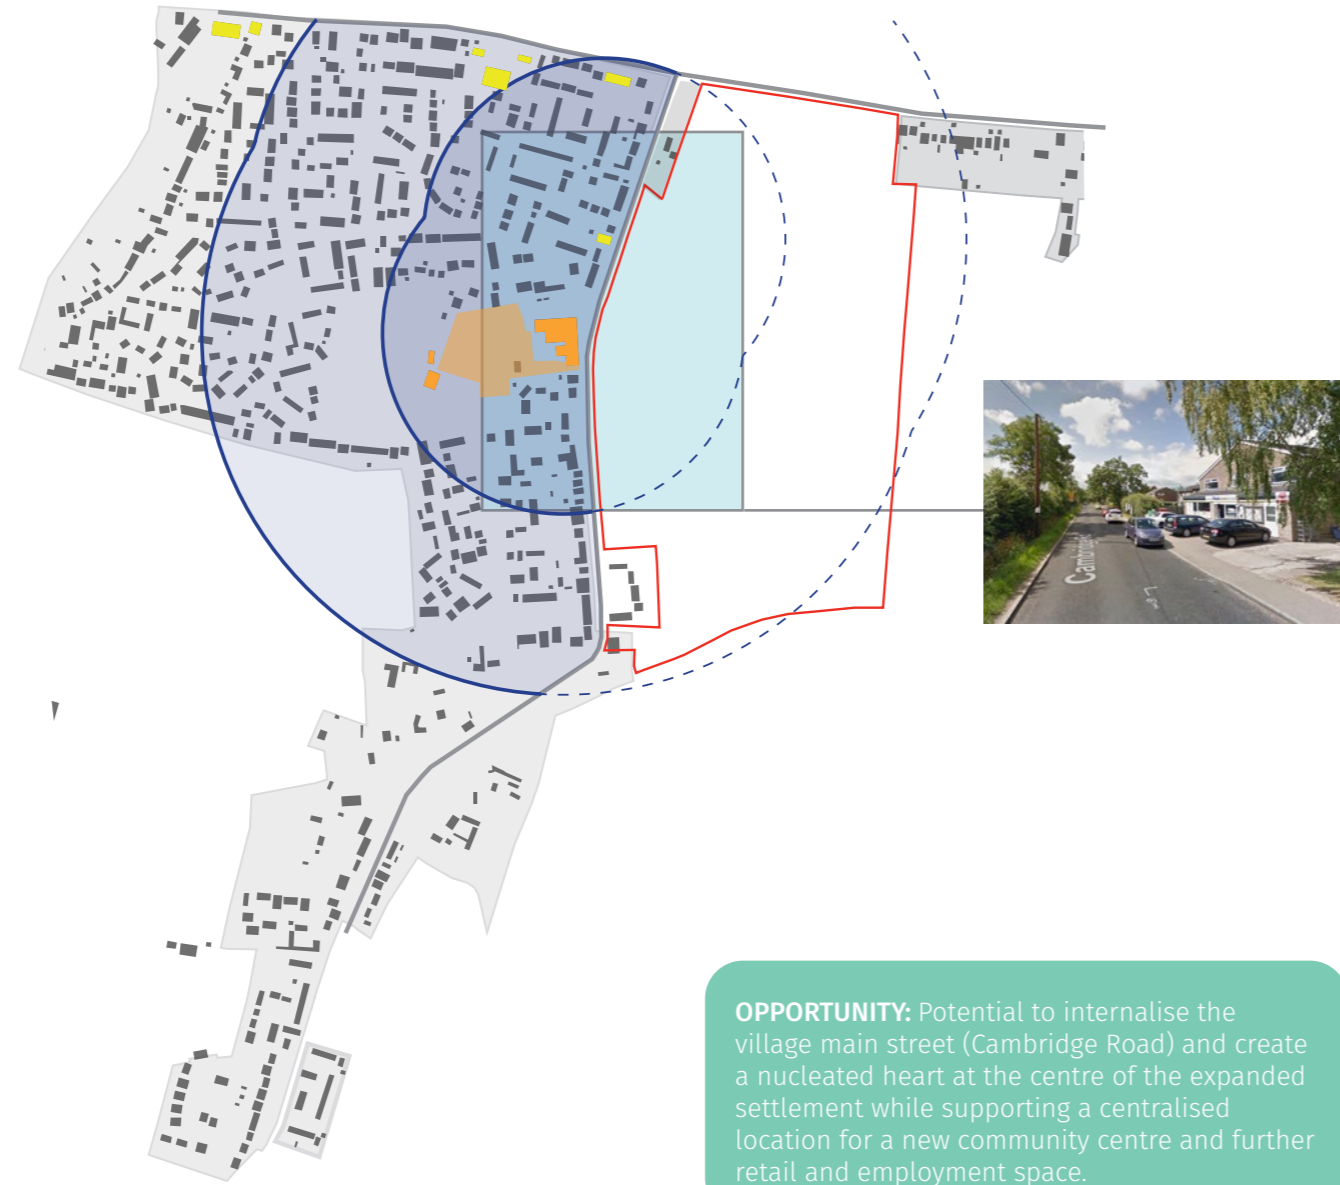 Cambridge
OPPORTUNITY: Potential to internalise the
village main street (Cambridge Road) and create
a nucleated heart at the centre of the expanded
settlement while supporting a centralised
location for a new community centre and further
retail and employment space.